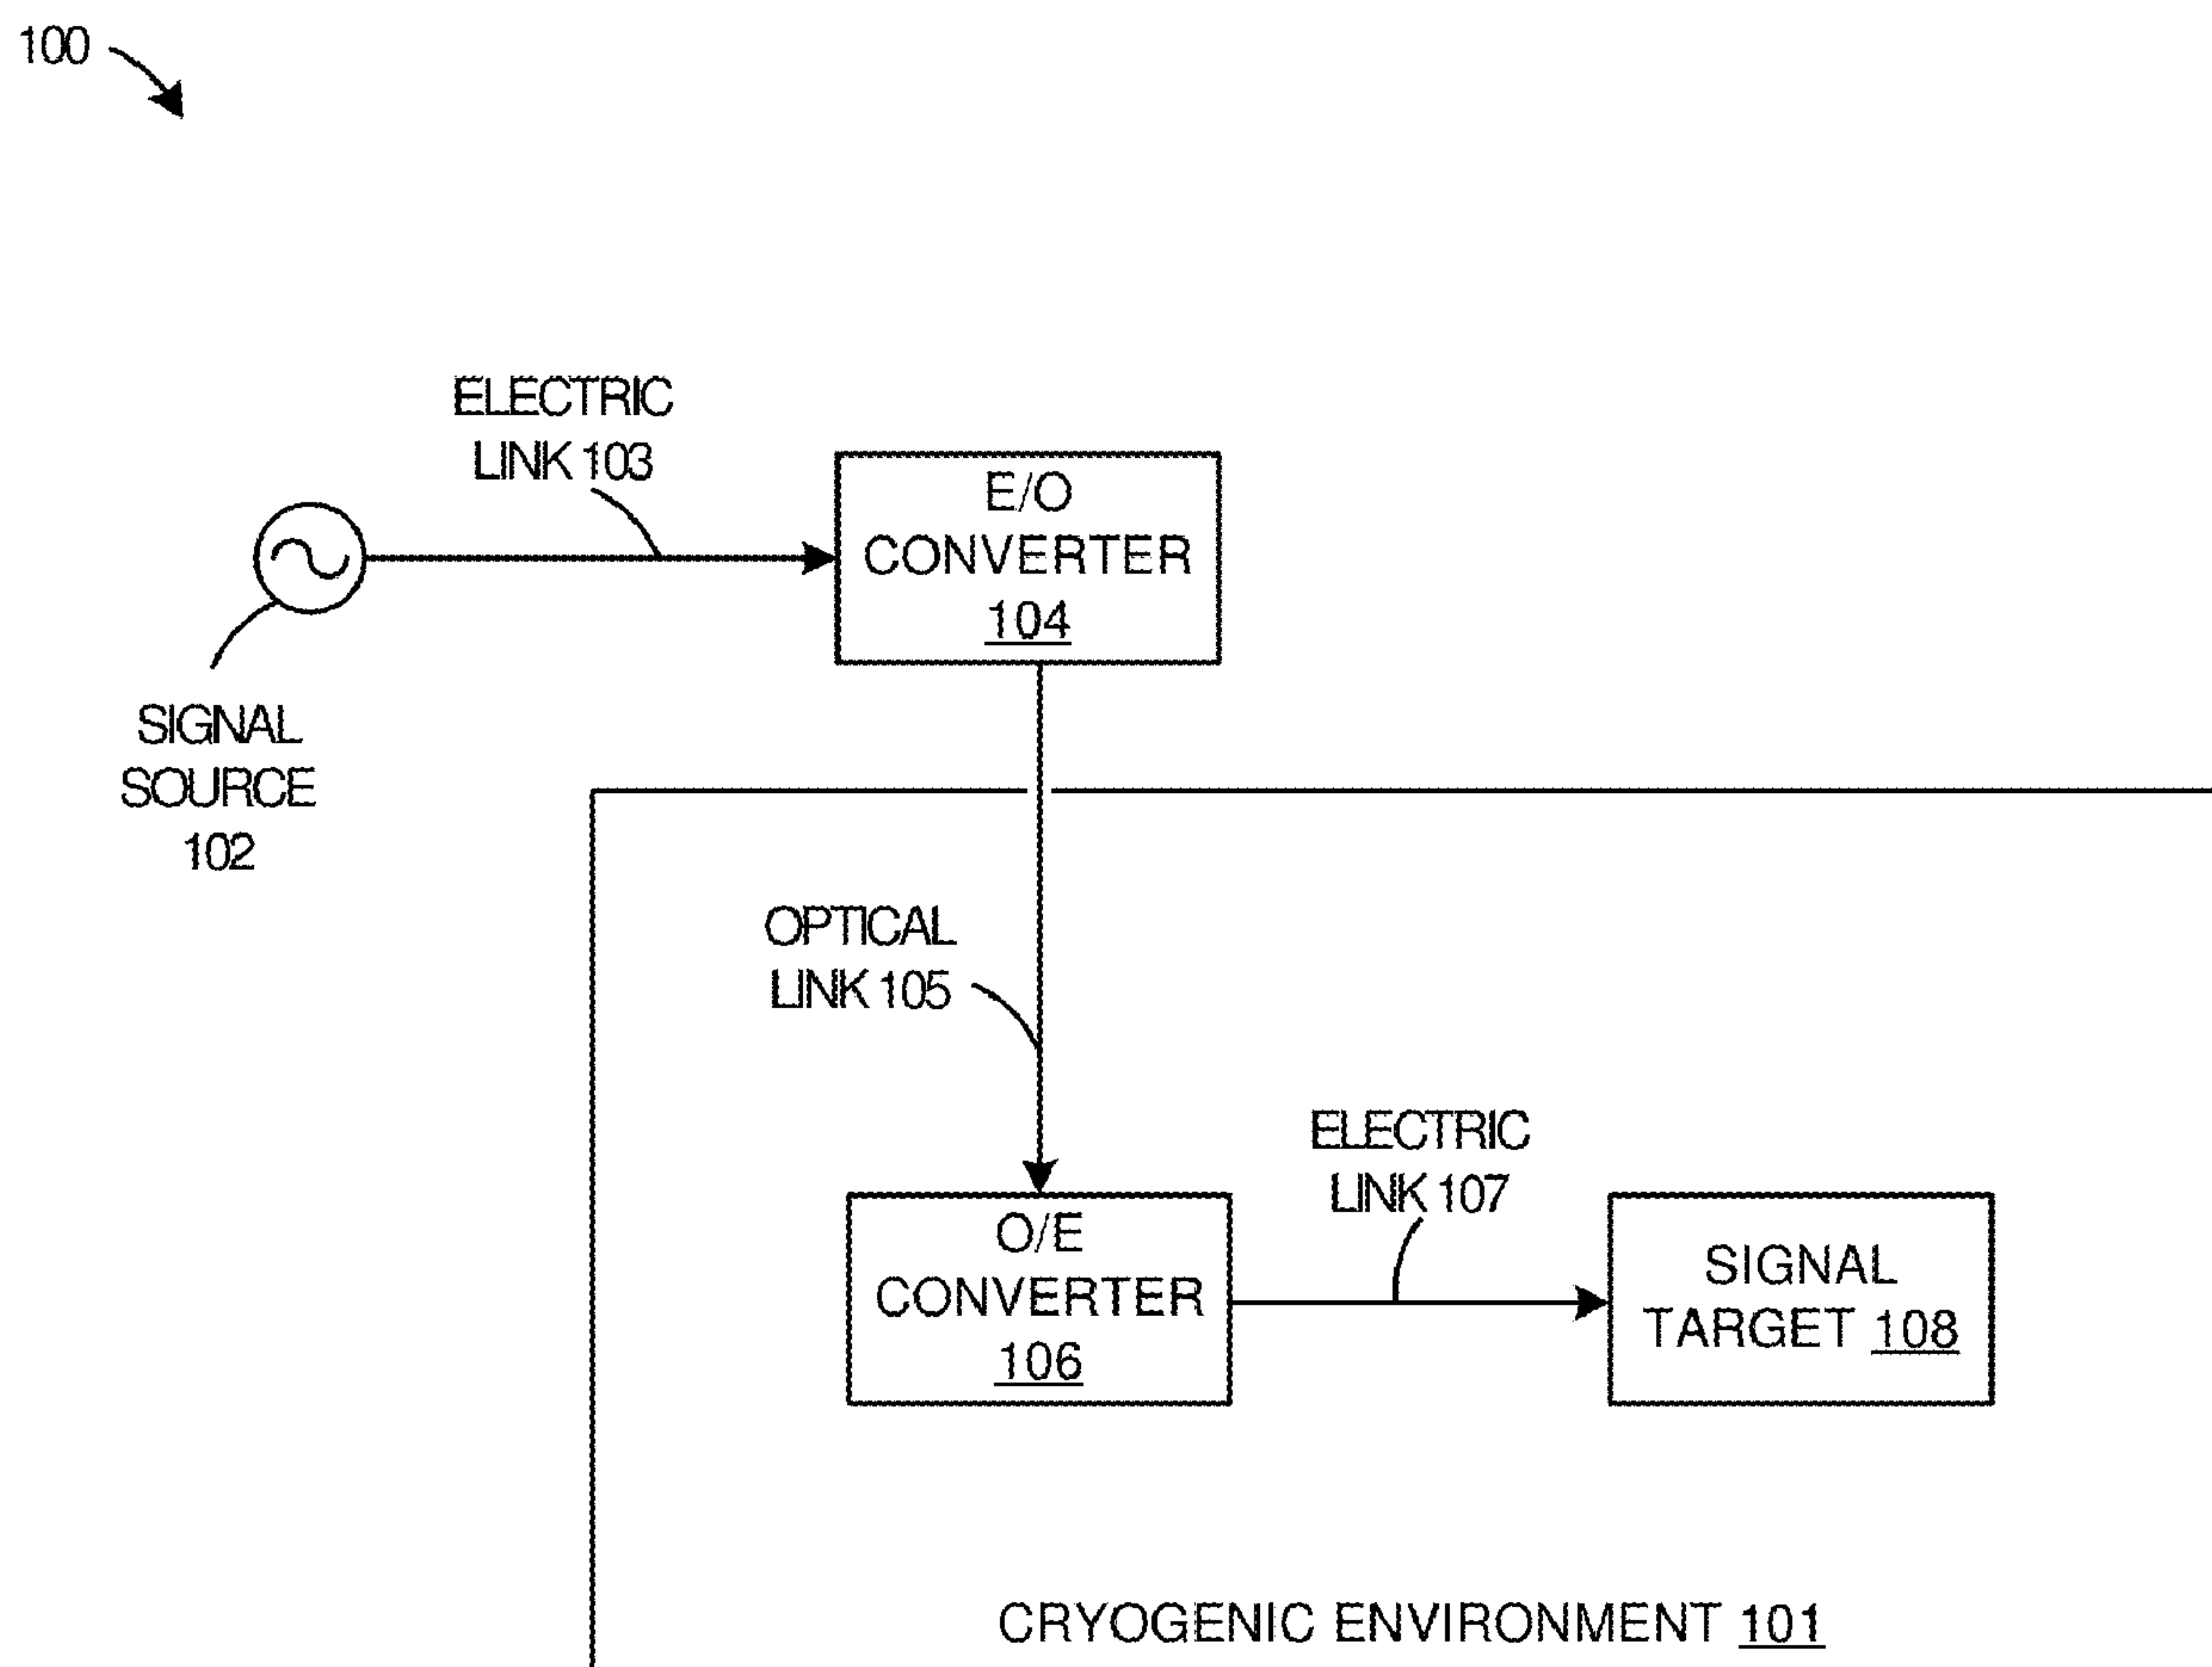 100
ELECTRIC
LINK 103
E/O
CONVERTER
104
SIGNAL
SOURCE
102
OPTICAL
LINK 105
ELECTRIC
LINK 107
O/E
CONVERTER
106
SIGNAL
TARGET 108
CRYOGENIC ENVIRONMENT 101